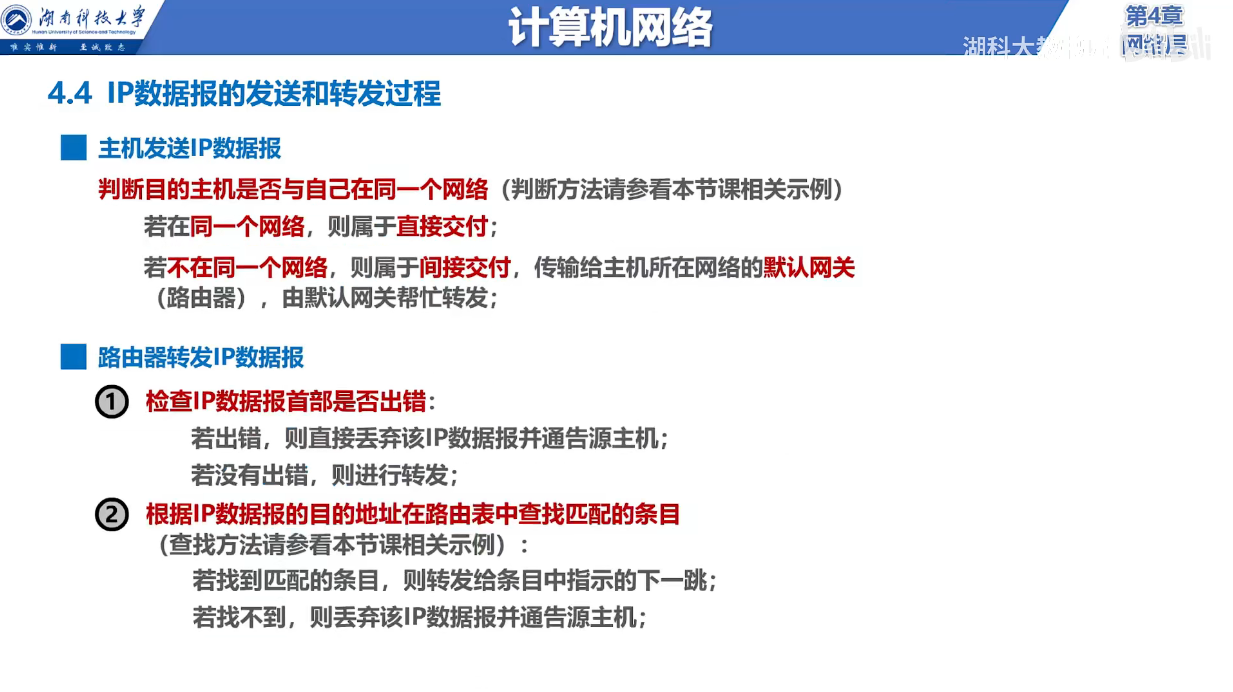 湖南科技大学
Hunan University of Science and Technology
唯实惟新 至诚致志
计算机网络
第4章
网络层
湖科大教
4.4 IP数据报的发送和转发过程
主机发送IP数据报
判断目的主机是否与自己在同一个网络（判断方法请参看本节课相关示例）
若在同一个网络，则属于直接交付；
若不在同一个网络，则属于间接交付，传输给主机所在网络的默认网关
（路由器），由默认网关帮忙转发；
路由器转发IP数据报
1 检查IP数据报首部是否出错：
若出错，则直接丢弃该IP数据报并通告源主机；
若没有出错，则进行转发；
2 根据IP数据报的目的地址在路由表中查找匹配的条目
（查找方法请参看本节课相关示例）：
若找到匹配的条目，则转发给条目中指示的下一跳；
若找不到，则丢弃该IP数据报并通告源主机；